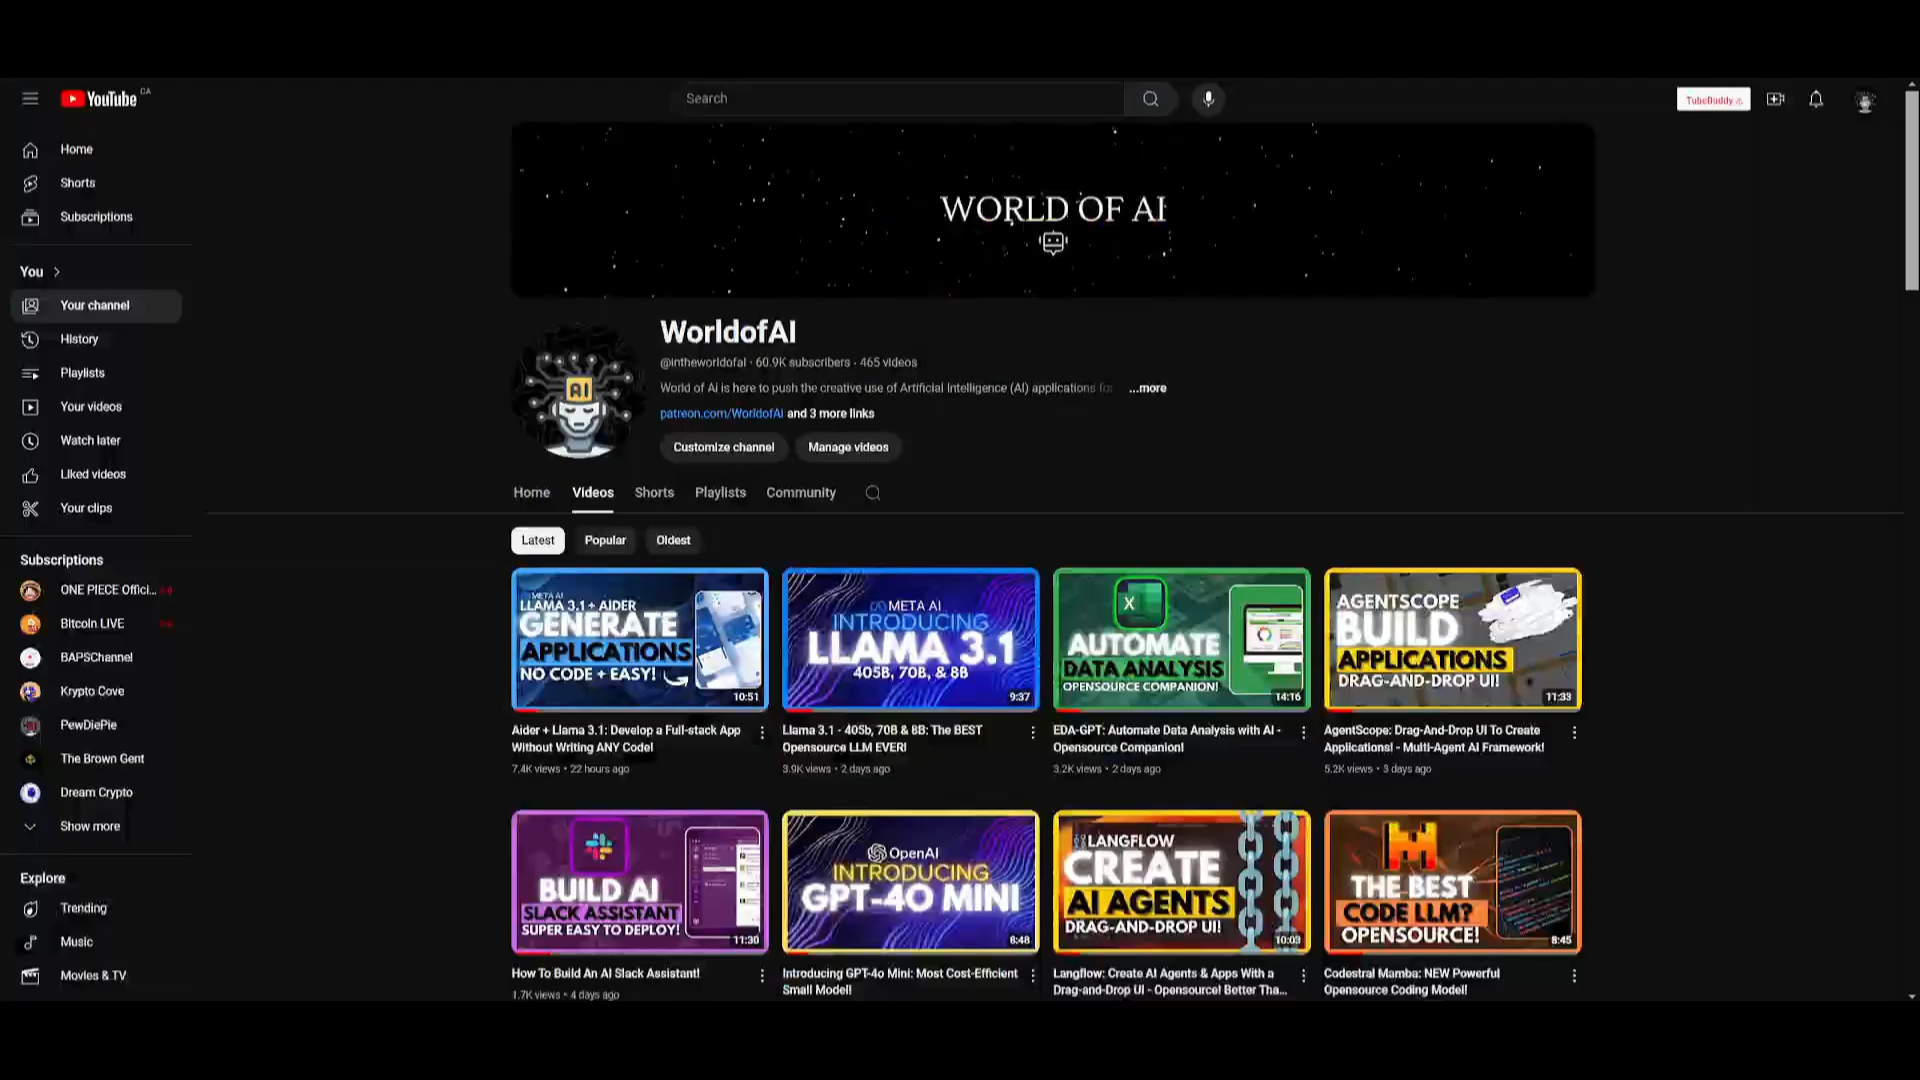 YouTube CA
Search
TubeBuddy
Home
Shorts
Subscriptions
You
Your channel
History
Playlists
Your videos
Watch later
Liked videos
Your clips
Subscriptions
ONE PIECE Offici...
Bitcoin LIVE
BAPSChannel
Krypto Cove
PewDiePie
The Brown Gent
Dream Crypto
Show more
Explore
Trending
Music
Movies & TV
WORLD OF AI
AI
WorldofAI
@intheworldofai · 60.9K subscribers · 465 videos
World of Ai is here to push the creative use of Artificial Intelligence (AI) applications fo ...more
patreon.com/WorldofAI and 3 more links
Customize channel Manage videos
Home Videos Shorts Playlists Community
Latest Popular Oldest
META AI
LLAMA 3.1 + AIDER
GENERATE
APPLICATIONS
NO CODE + EASY!
10:51
Aider + Llama 3.1: Develop a Full-stack App
Without Writing ANY Code!
7.4K views • 22 hours ago
META AI
INTRODUCING
LLAMA 3.1
405B, 70B, & 8B
9:37
Llama 3.1 - 405b, 70B & 8B: The BEST
Opensource LLM EVER!
3.9K views • 2 days ago
X
AUTOMATE
DATA ANALYSIS
OPENSOURCE COMPANION!
14:16
EDA-GPT: Automate Data Analysis with AI -
Opensource Companion!
3.2K views • 2 days ago
AGENTSCOPE
BUILD
APPLICATIONS
DRAG-AND-DROP UI!
11:33
AgentScope: Drag-And-Drop UI To Create
Applications! - Multi-Agent AI Framework!
5.2K views • 3 days ago
BUILD AI
SLACK ASSISTANT
SUPER EASY TO DEPLOY!
11:30
How To Build An AI Slack Assistant!
1.7K views • 4 days ago
OpenAI
INTRODUCING
GPT-4O MINI
8:48
Introducing GPT-4o Mini: Most Cost-Efficient
Small Model!
LANGFLOW
CREATE
AI AGENTS
DRAG-AND-DROP UI!
10:03
Langflow: Create AI Agents & Apps With a
Drag-and-Drop UI - Opensource! Better Tha...
THE BEST
CODE LLM?
OPENSOURCE!
8:45
Codestral Mamba: NEW Powerful
Opensource Coding Model!